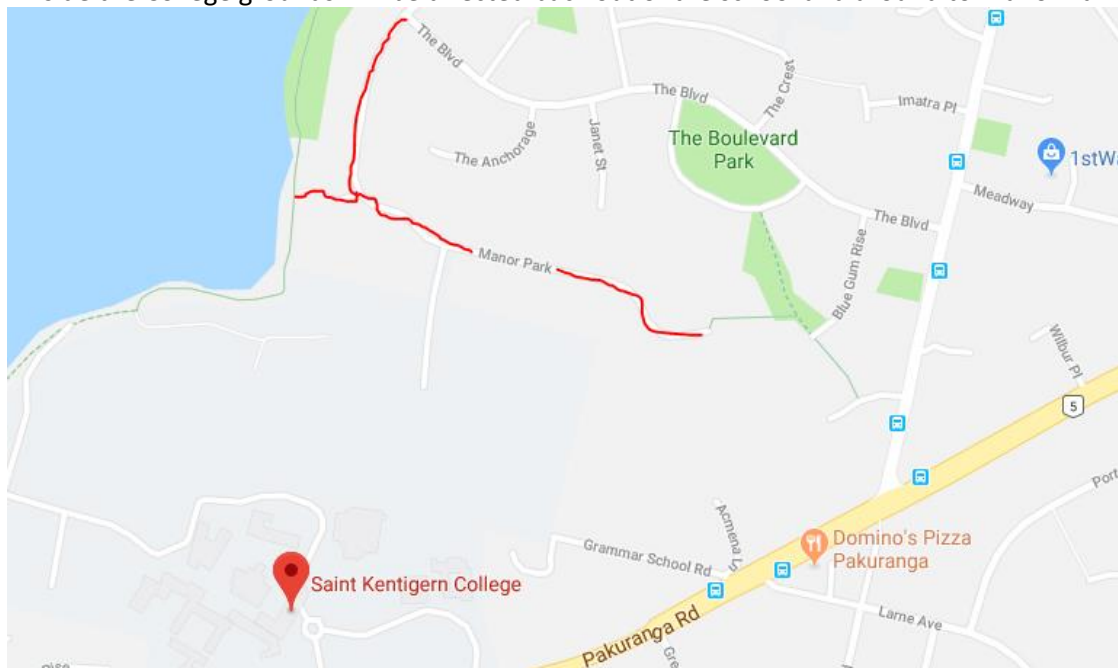 The Blvd
The Blvd
The Crest
Imatra Pl
The Anchorage
Janet St
The Boulevard
Park
1stWa
Meadway
The Blvd
Manor Park
Blue Gum Rise
Wilbur Pl
5
Port
Acmena Ln
Grammar School Rd
Domino's Pizza
Pakuranga
Saint Kentigern College
Larne Ave
Pakuranga Rd
Gre